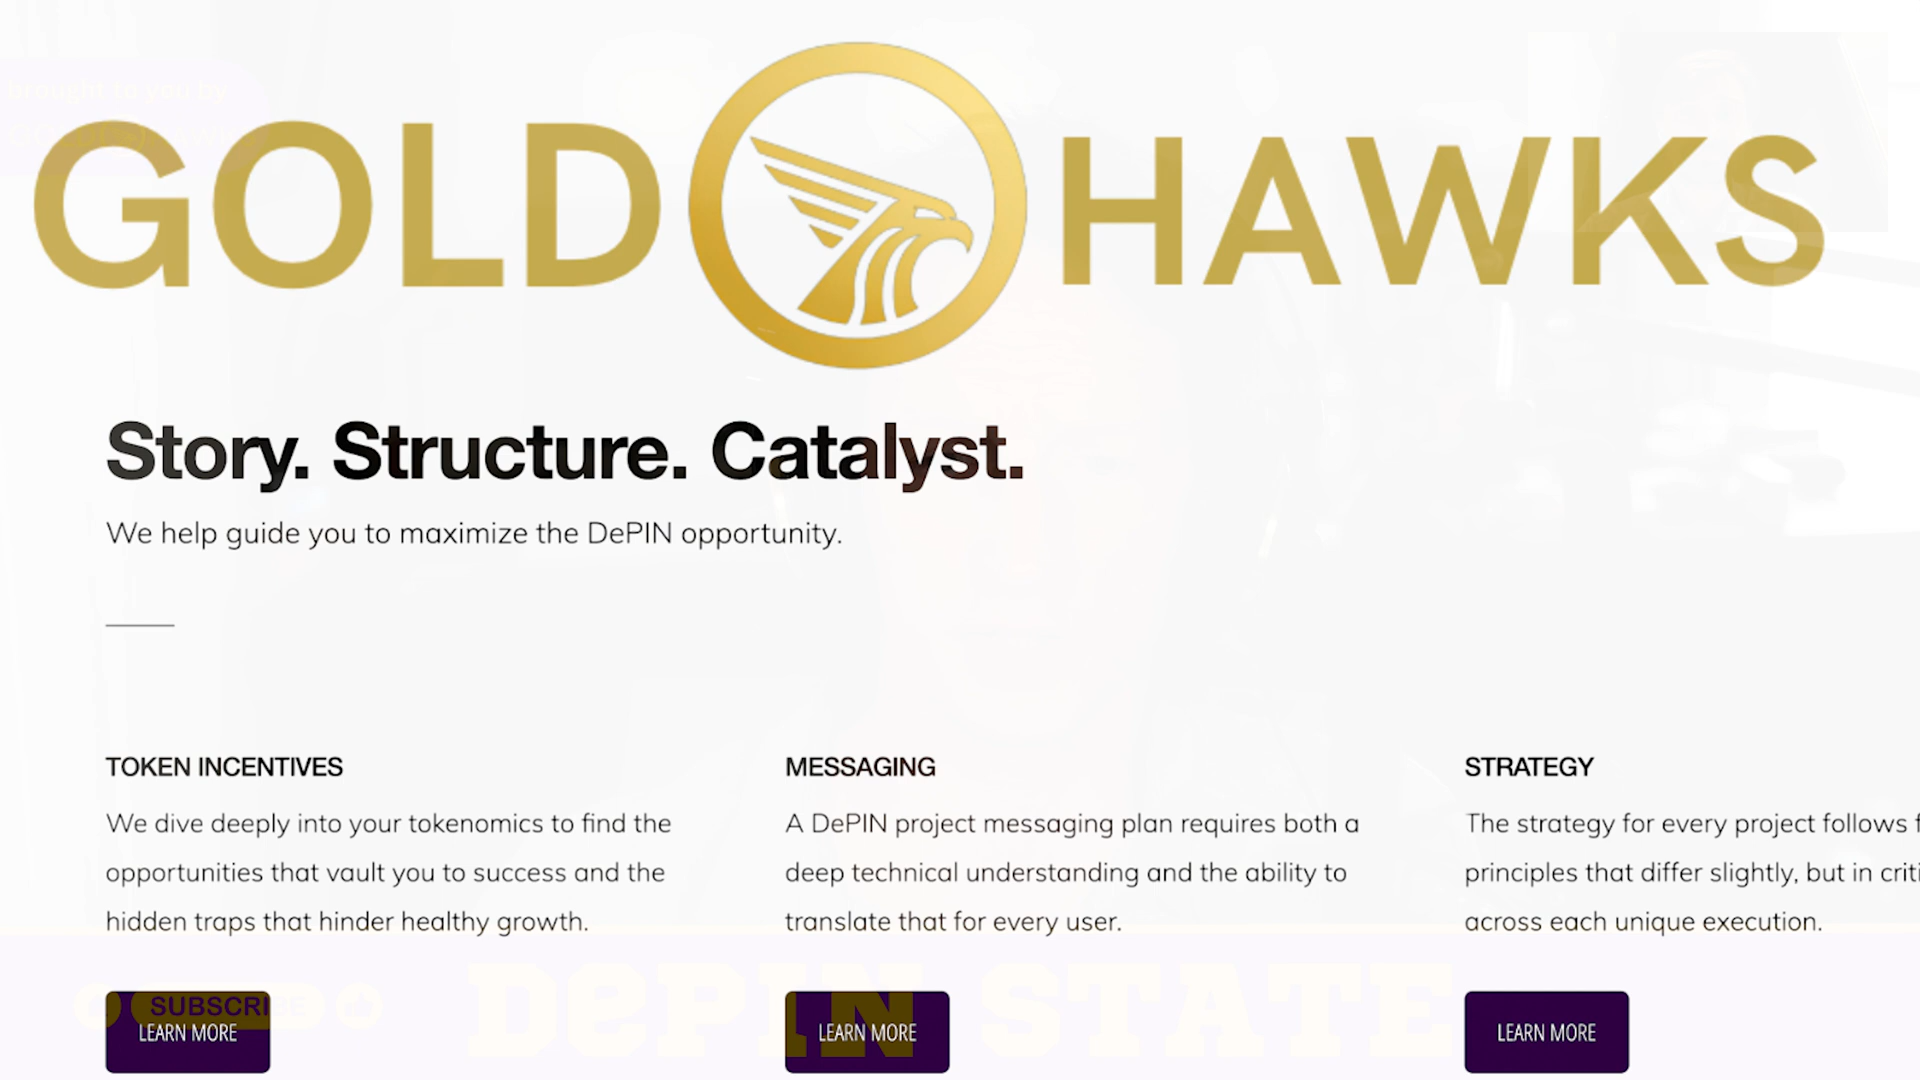 brought to you by
GOLD HAWKS
Story. Structure. Catalyst.
We help guide you to maximize the DePIN opportunity.
TOKEN INCENTIVES
We dive deeply into your tokenomics to find the
opportunities that vault you to success and the
hidden traps that hinder healthy growth.
MESSAGING
A DePIN project messaging plan requires both a
deep technical understanding and the ability to
translate that for every user.
STRATEGY
The strategy for every project follows f
principles that differ slightly, but in criti
across each unique execution.
SUBSCRIBE
DePIN STATE
LEARN MORE
LEARN MORE
LEARN MORE